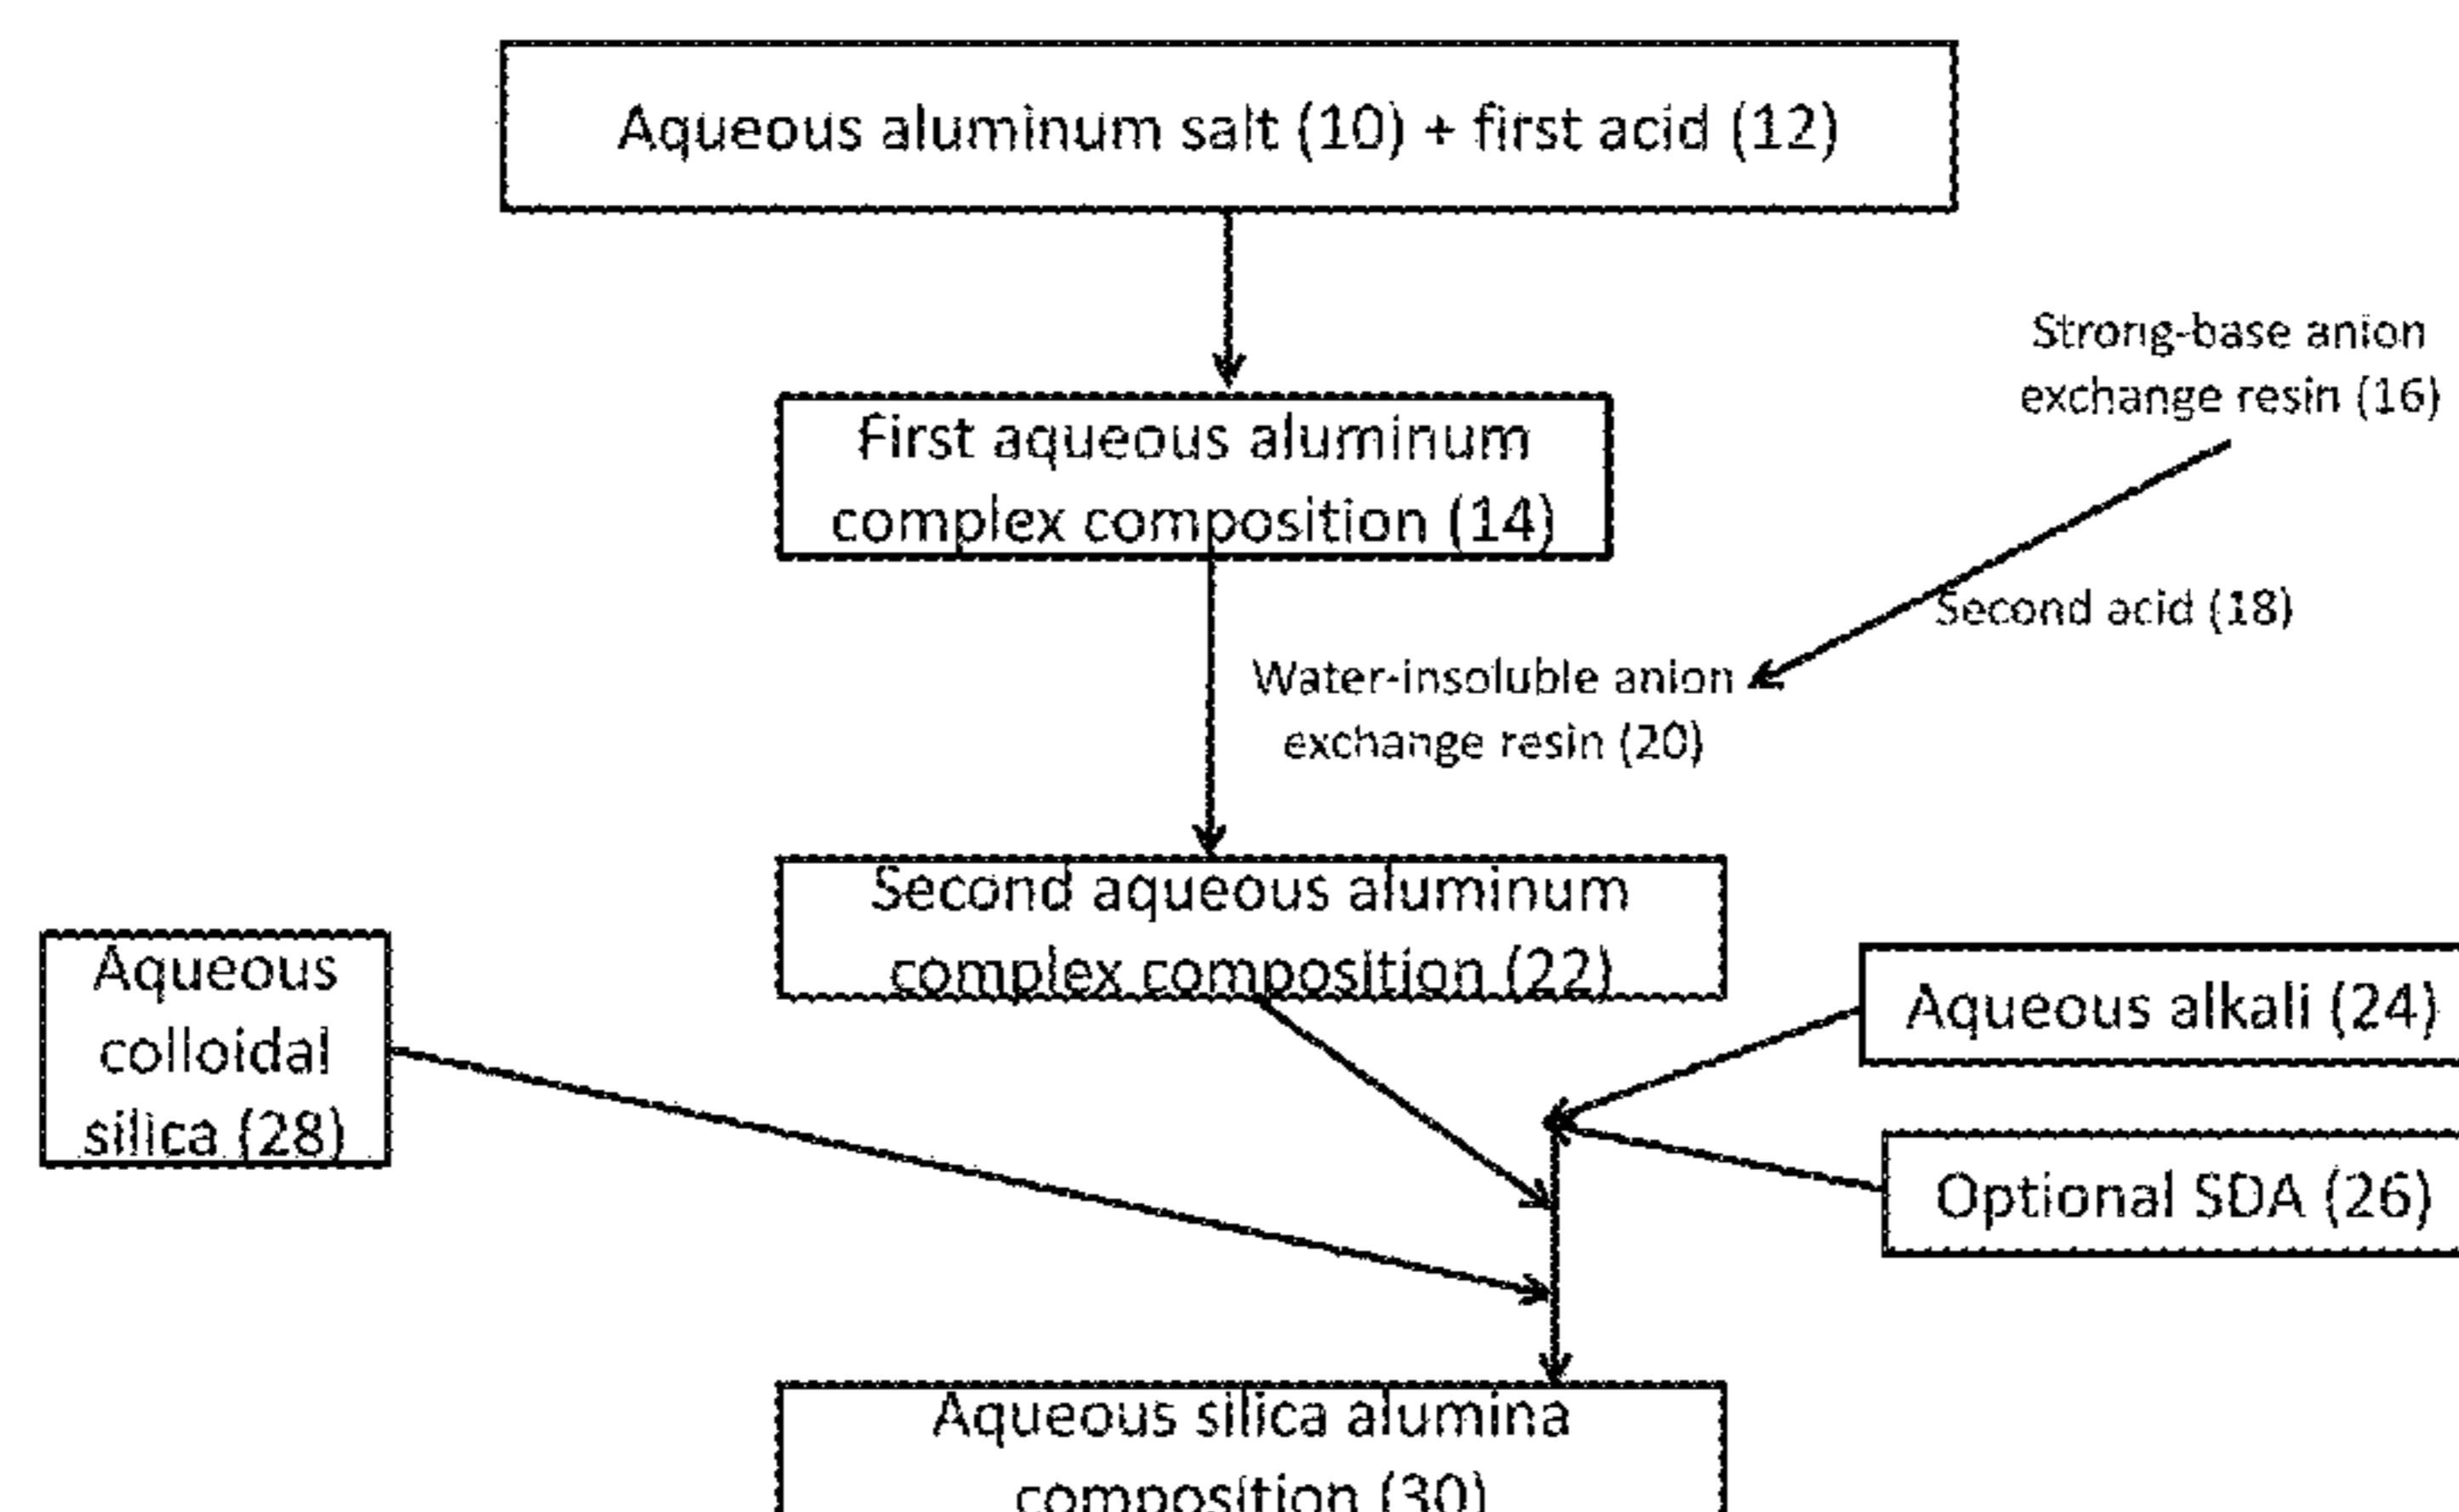 Aqueous aluminum salt (10) + first acid (12)
Strong-base anion
exchange resin (16)
First aqueous aluminum
complex composition (14)
Second acid (18)
Water-insoluble anion
exchange resin (20)
Second aqueous aluminum
complex composition (22)
Aqueous
colloidal
silica (28)
Aqueous alkali (24)
Optional SDA (26)
Aqueous silica alumina
composition (30)